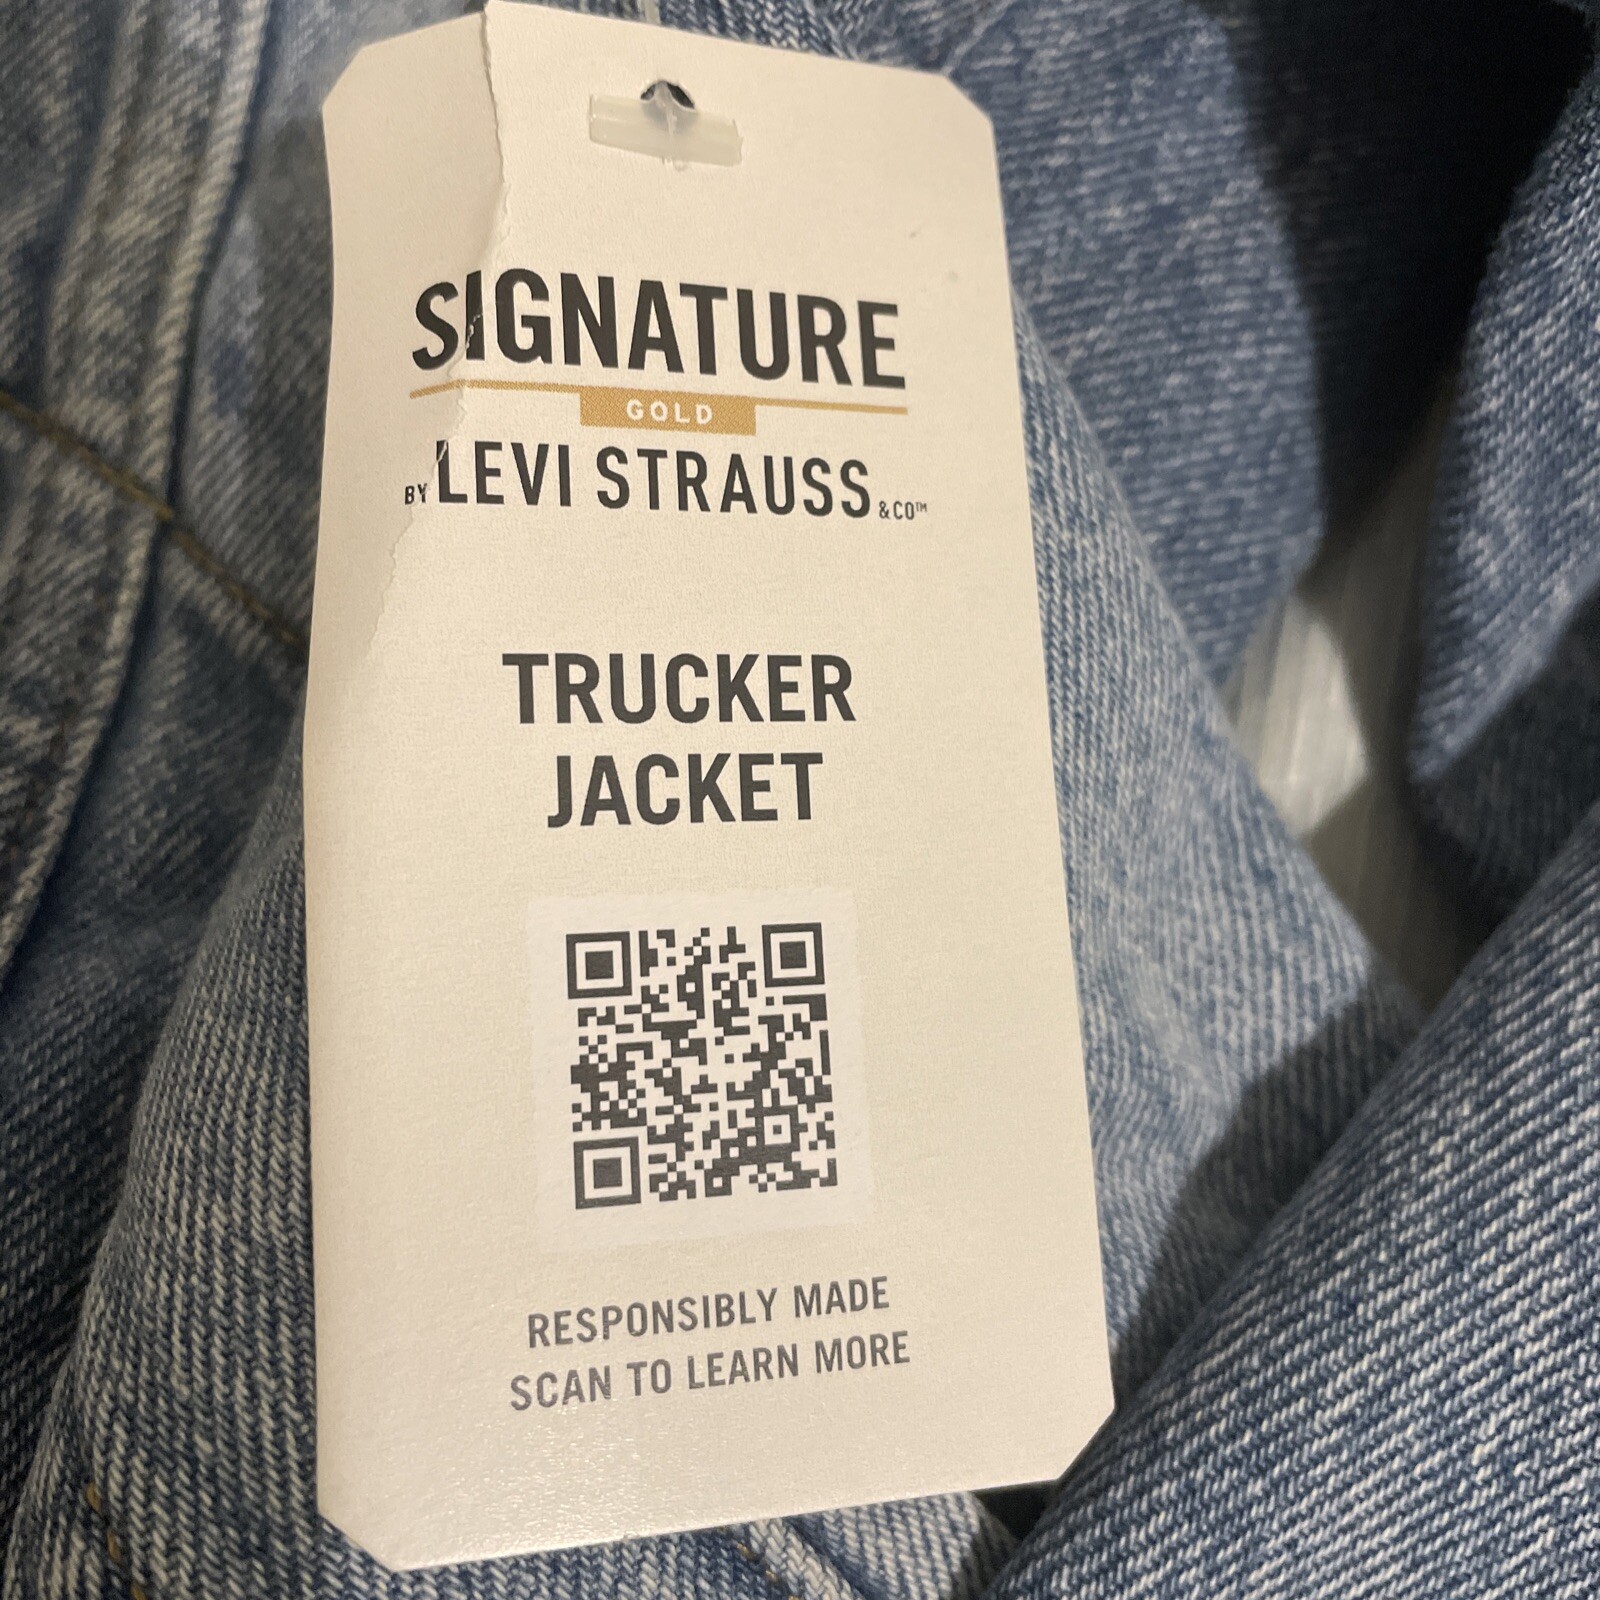 SIGNATURE
GOLD
BY LEVI STRAUSS & CO™
TRUCKER
JACKET
RESPONSIBLY MADE
SCAN TO LEARN MORE